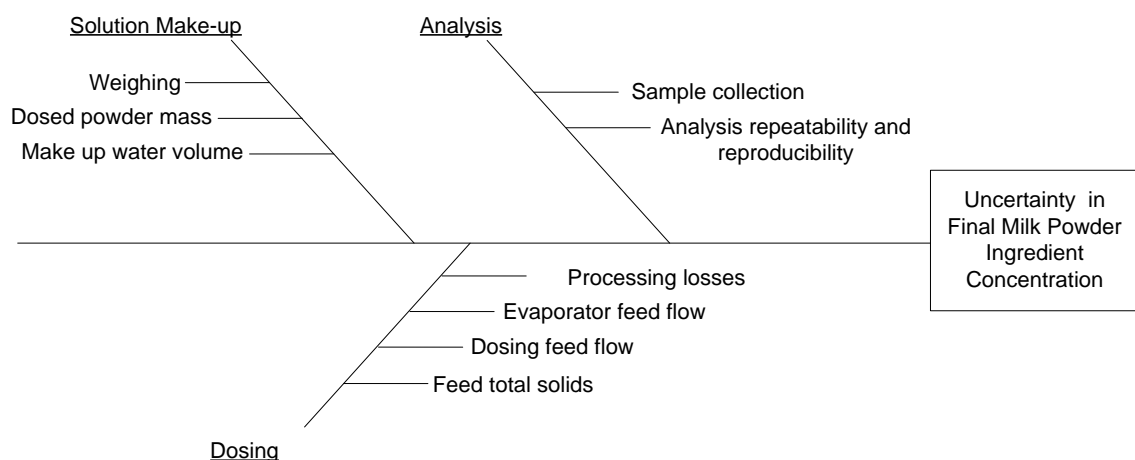 Solution Make-up
Weighing
Dosed powder mass
Make up water volume
Analysis
Sample collection
Analysis repeatability and
reproducibility
Uncertainty in
Final Milk Powder
Ingredient
Concentration
Processing losses
Evaporator feed flow
Dosing feed flow
Feed total solids
Dosing